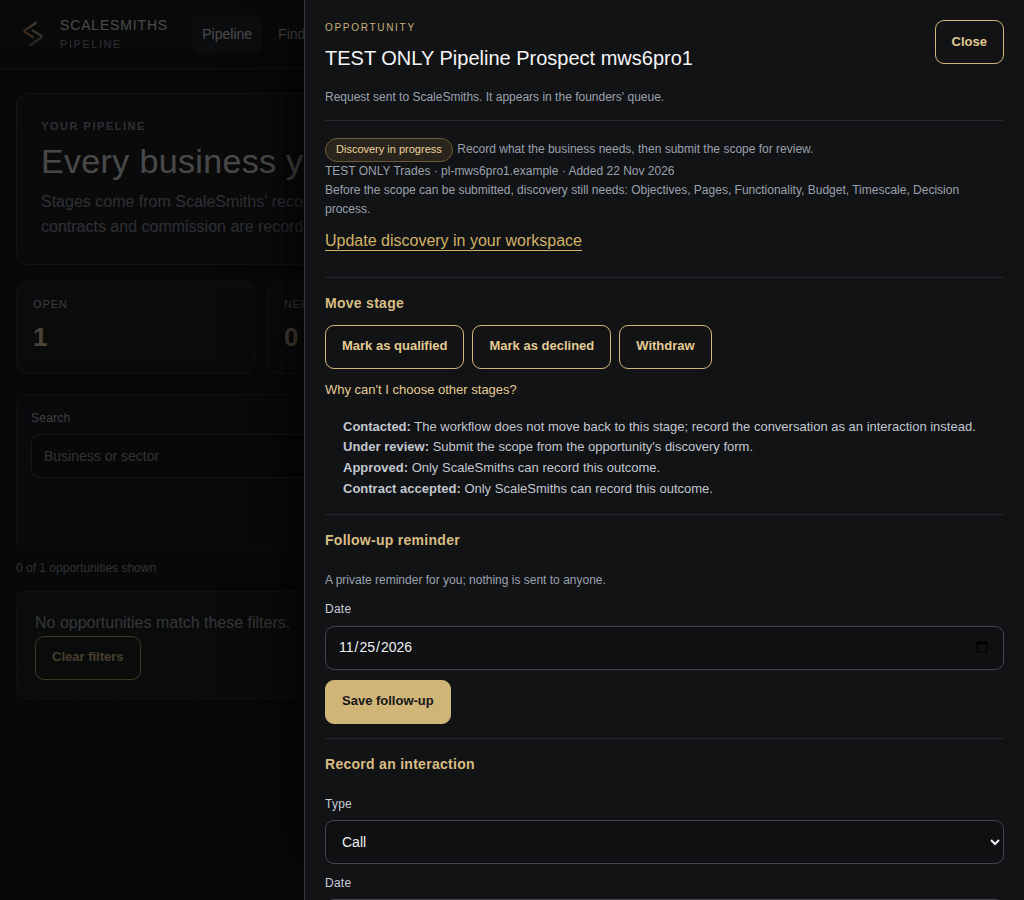 SCALESMITHS
PIPELINE
Pipeline
Find
YOUR PIPELINE
Every business y
Stages come from ScaleSmiths' reco
contracts and commission are record
OPEN
1
NE
0
Search
Business or sector
0 of 1 opportunities shown
No opportunities match these filters.
Clear filters
OPPORTUNITY
TEST ONLY Pipeline Prospect mws6pro1
Close
Request sent to ScaleSmiths. It appears in the founders' queue.
Discovery in progress Record what the business needs, then submit the scope for review.
TEST ONLY Trades · pl-mws6pro1.example · Added 22 Nov 2026
Before the scope can be submitted, discovery still needs: Objectives, Pages, Functionality, Budget, Timescale, Decision
process.
Update discovery in your workspace
Move stage
Mark as qualified
Mark as declined
Withdraw
Why can't I choose other stages?
Contacted: The workflow does not move back to this stage; record the conversation as an interaction instead.
Under review: Submit the scope from the opportunity's discovery form.
Approved: Only ScaleSmiths can record this outcome.
Contract accepted: Only ScaleSmiths can record this outcome.
Follow-up reminder
A private reminder for you; nothing is sent to anyone.
Date
11/25/2026
Save follow-up
Record an interaction
Type
Call
Date